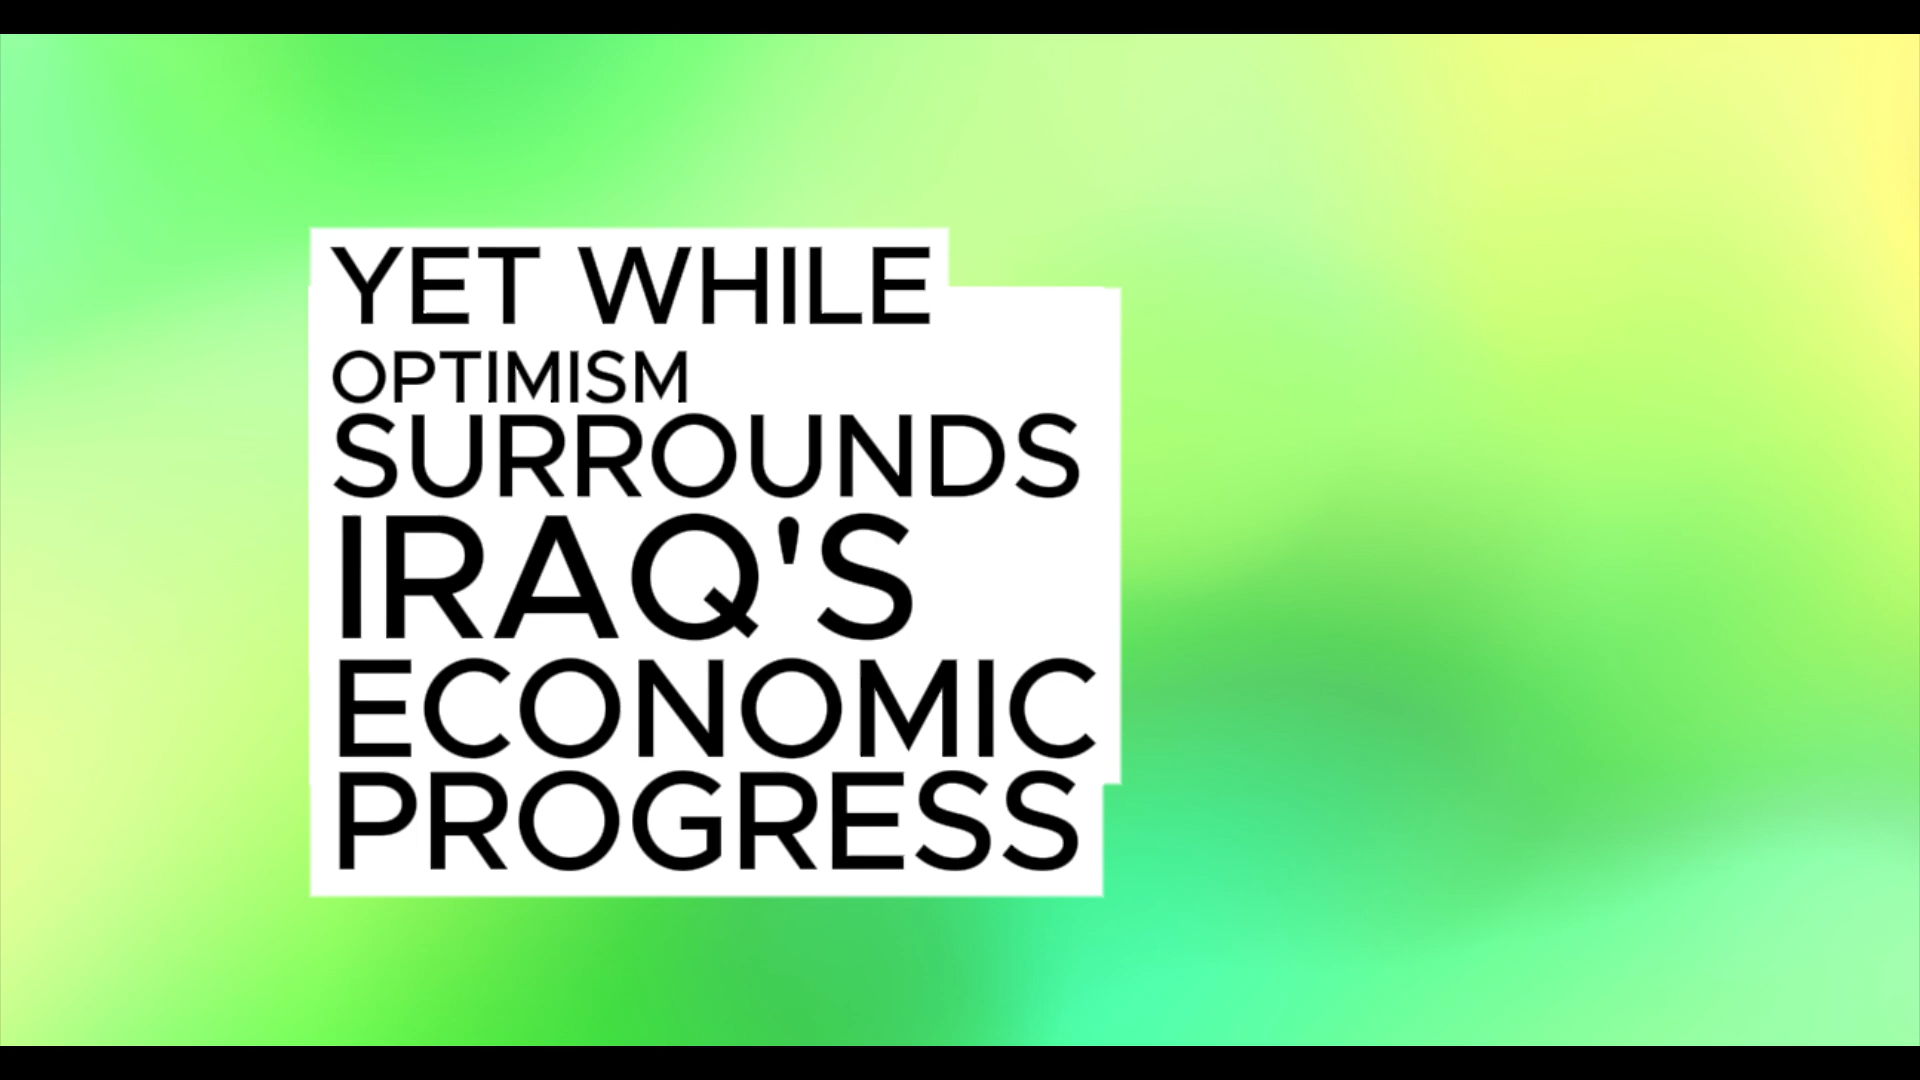 YET WHILE
OPTIMISM
SURROUNDS
IRAQ'S
ECONOMIC
PROGRESS